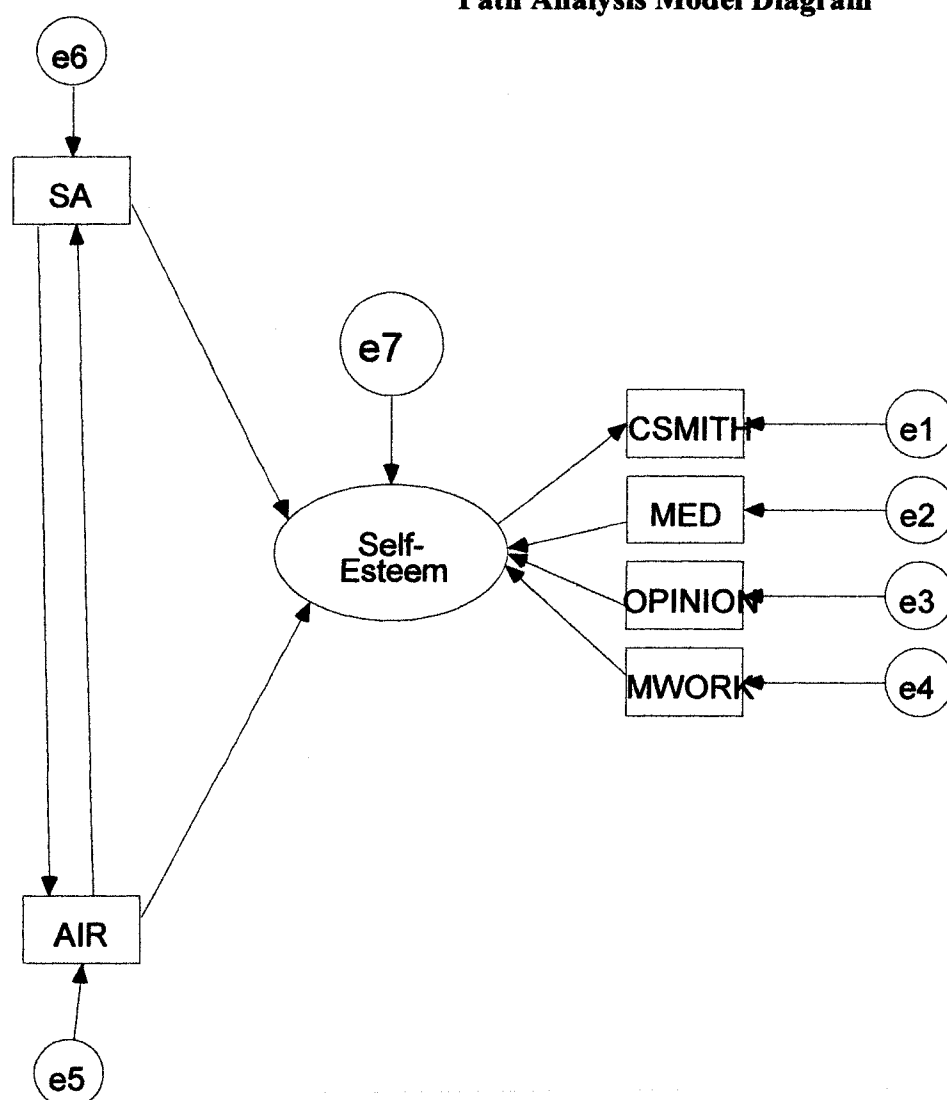 Path Analysis Model Diagram
e6
SA
e7
CSMITH
e1
MED
e2
Self-
Esteem
OPINION
e3
MWORK
e4
AIR
e5